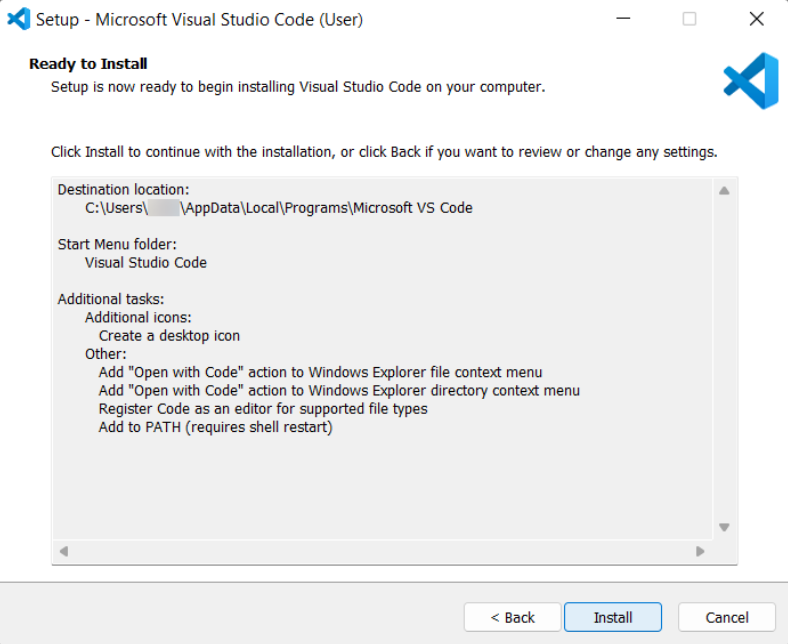 Setup - Microsoft Visual Studio Code (User)
Ready to Install
Setup is now ready to begin installing Visual Studio Code on your computer.
Click Install to continue with the installation, or click Back if you want to review or change any settings.
Destination location:
C:\Users\ \AppData\Local\Programs\Microsoft VS Code
Start Menu folder:
Visual Studio Code
Additional tasks:
Additional icons:
Create a desktop icon
Other:
Add "Open with Code" action to Windows Explorer file context menu
Add "Open with Code" action to Windows Explorer directory context menu
Register Code as an editor for supported file types
Add to PATH (requires shell restart)
< Back Install Cancel